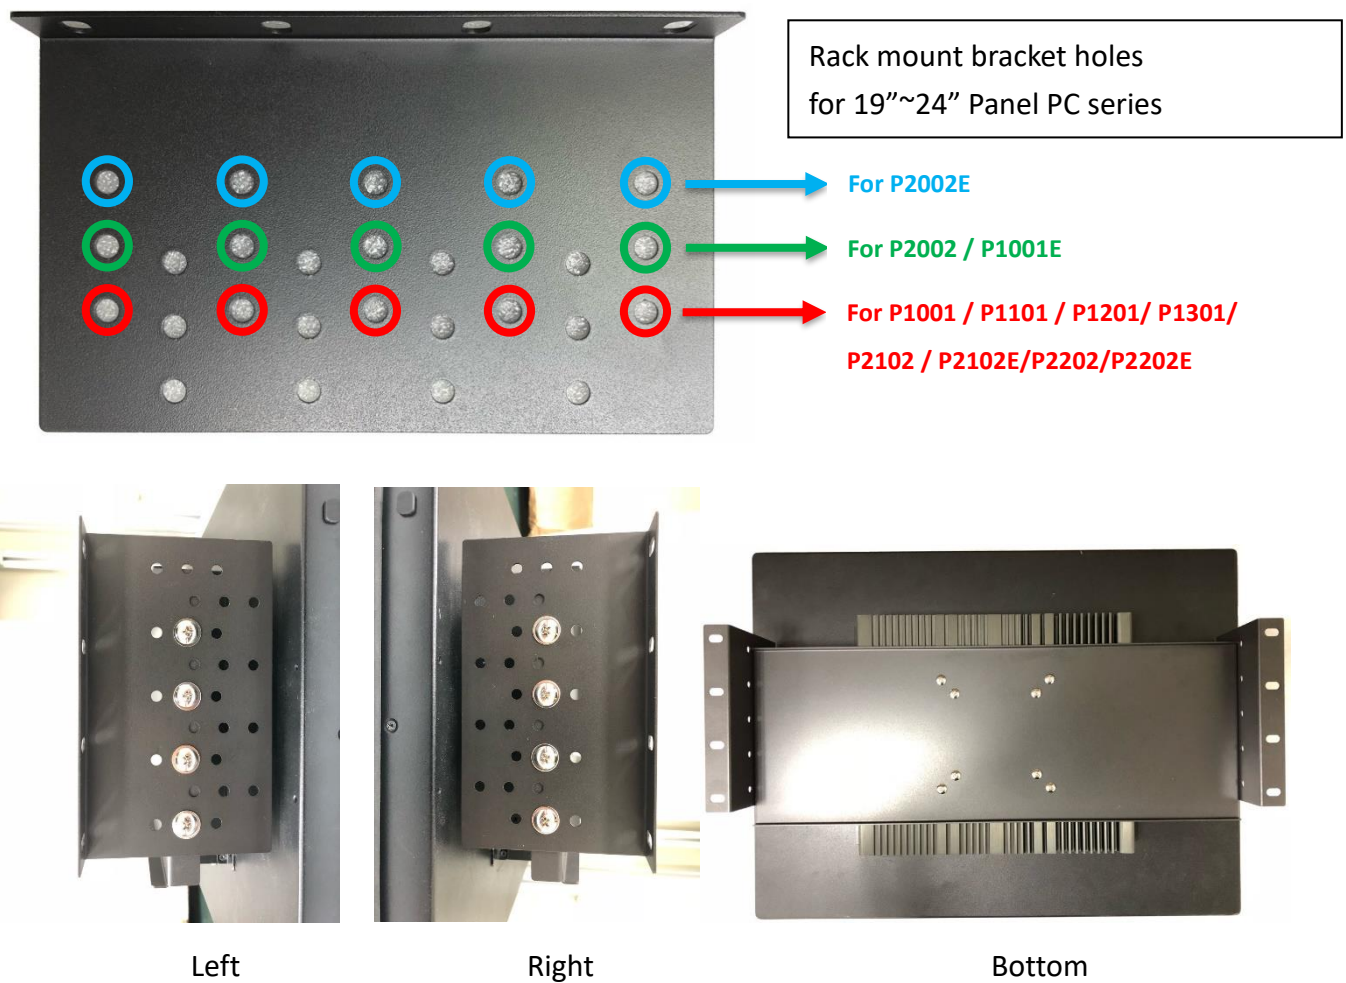 Rack mount bracket holes
for 19”~24” Panel PC series
For P2002E
For P2002 / P1001E
For P1001 / P1101 / P1201/ P1301/
P2102 / P2102E/P2202/P2202E
Left
Right
Bottom